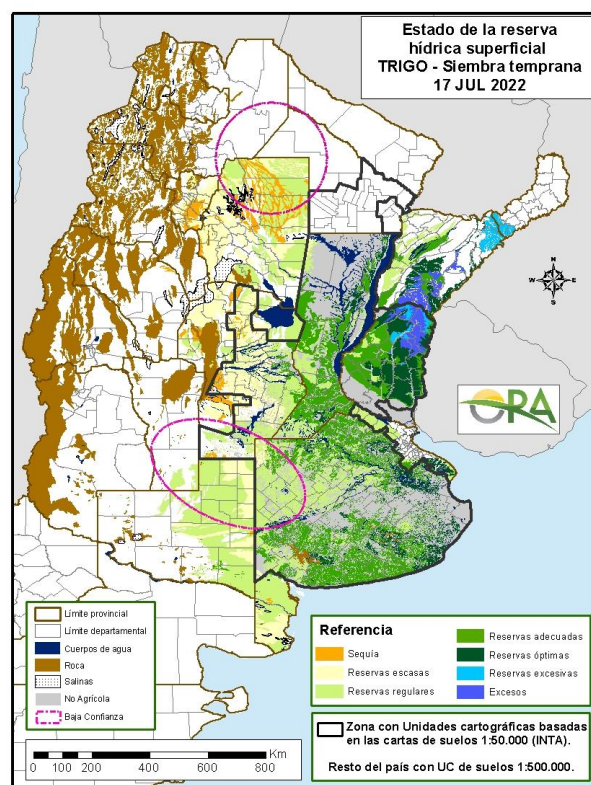 Estado de la reserva
hídrica superficial
TRIGO - Siembra temprana
17 JUL 2022
N
W
E
S
ORA
Límite provincial
Límite departamental
Cuerpos de agua
Roca
Salinas
No Agrícola
Baja Confianza
Referencia
Sequía
Reservas escasas
Reservas regulares
Reservas adecuadas
Reservas óptimas
Reservas excesivas
Excesos
Zona con Unidades cartográficas basadas
en las cartas de suelos 1:50.000 (INTA).
Resto del país con UC de suelos 1:500.000.
Km
0 100 200 400 600 800